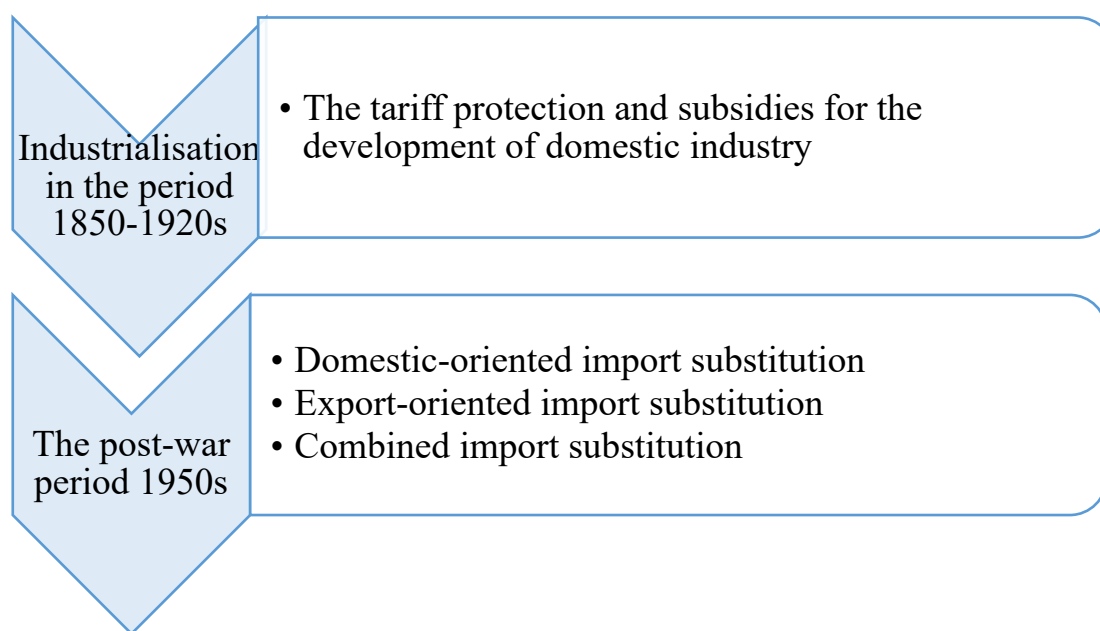 Industrialisation
in the period
1850-1920s
• The tariff protection and subsidies for the
development of domestic industry
The post-war
period 1950s
• Domestic-oriented import substitution
• Export-oriented import substitution
• Combined import substitution